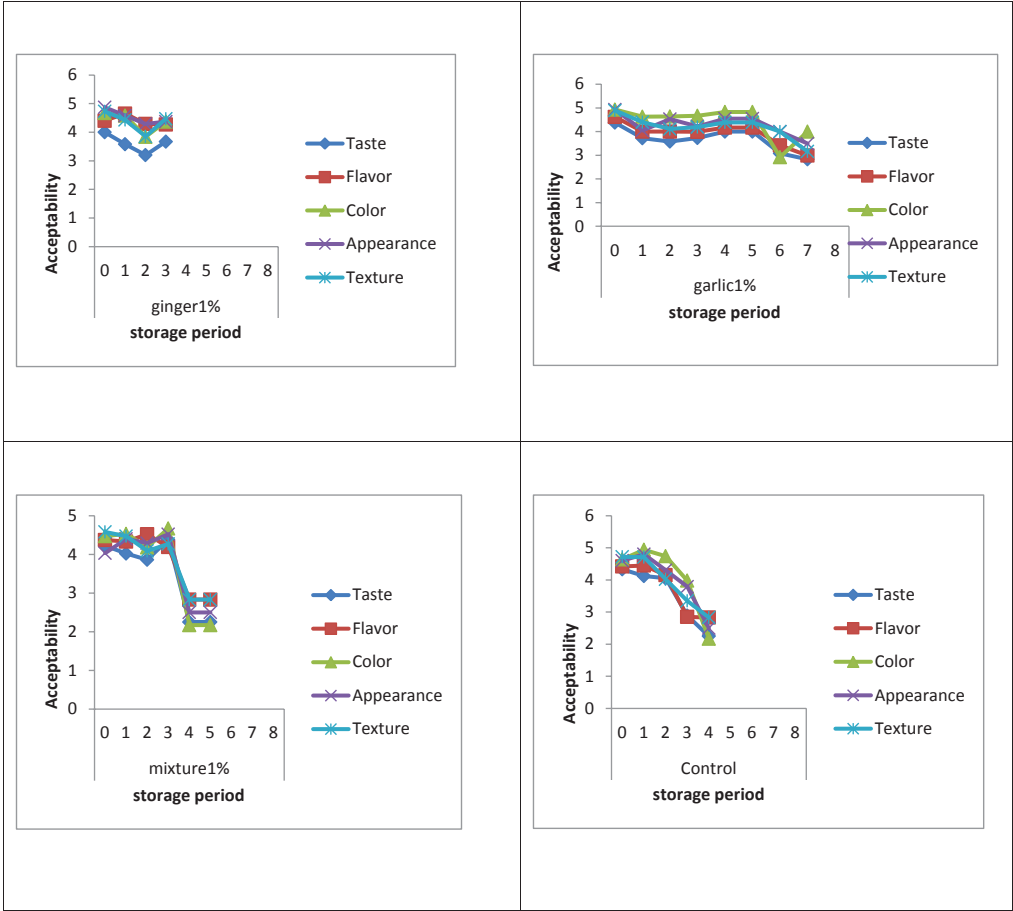 6
5
4
3
2
1
0
Acceptability
0 1 2 3 4 5 6 7 8
ginger1%
storage period
Taste
Flavor
Color
Appearance
Texture
6
5
4
3
2
1
0
Acceptability
0 1 2 3 4 5 6 7 8
garlic1%
storage period
Taste
Flavor
Color
Appearance
Texture
5
4
3
2
1
0
Acceptability
0 1 2 3 4 5 6 7 8
mixture1%
storage period
Taste
Flavor
Color
Appearance
Texture
6
5
4
3
2
1
0
Acceptability
0 1 2 3 4 5 6 7 8
Control
storage period
Taste
Flavor
Color
Appearance
Texture